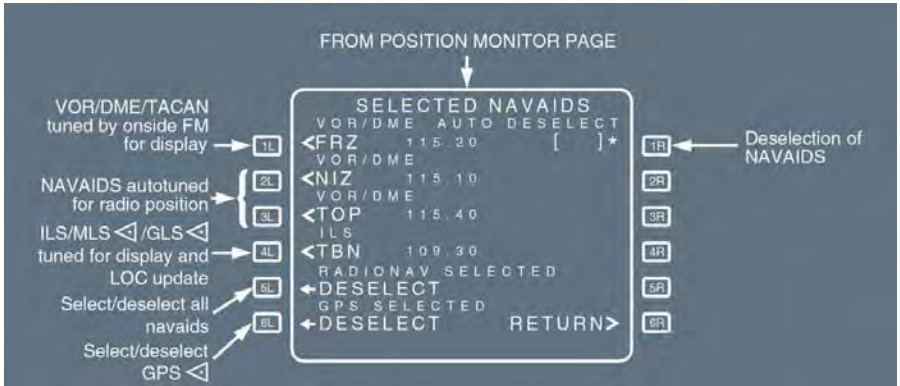 FROM POSITION MONITOR PAGE
VOR/DME/TACAN
tuned by onside FM
for display
NAVAIDS autotuned
for radio position
ILS/MLS /GLS
tuned for display and
LOC update
Select/deselect all
navaids
Select/deselect
GPS
1L
2L
3L
4L
5L
6L
SELECTED NAVAIDS
VOR/DME AUTO DESELECT
<FRZ 115.20 [ ]*
VOR/DME
<NIZ 115.10
VOR/DME
<TOP 115.40
ILS
<TBN 109.30
RADIONAV SELECTED
←DESELECT
GPS SELECTED
←DESELECT RETURN>
1R
2R
3R
4R
5R
6R
Deselection of
NAVAIDS